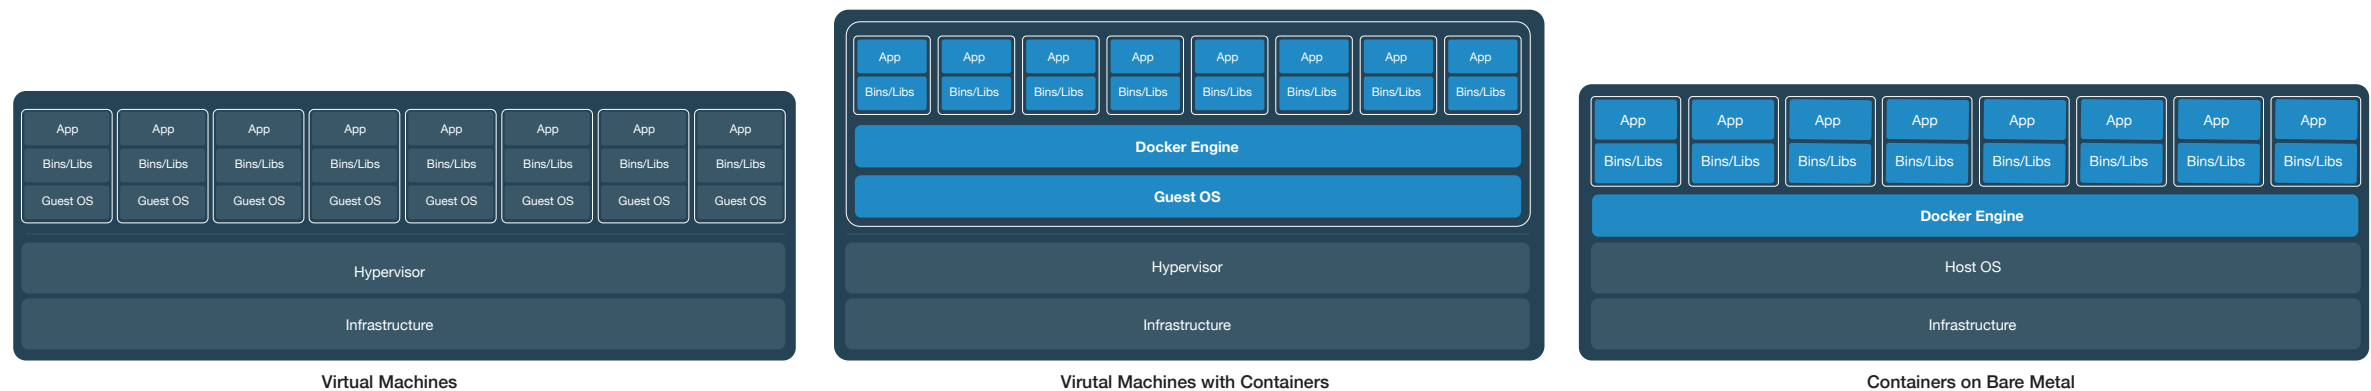 App App App App App App App App
Bins/Libs Bins/Libs Bins/Libs Bins/Libs Bins/Libs Bins/Libs Bins/Libs Bins/Libs
Guest OS Guest OS Guest OS Guest OS Guest OS Guest OS Guest OS Guest OS
Hypervisor
Infrastructure
Virtual Machines
App App App App App App App App
Bins/Libs Bins/Libs Bins/Libs Bins/Libs Bins/Libs Bins/Libs Bins/Libs Bins/Libs
Docker Engine
Guest OS
Hypervisor
Infrastructure
Virutal Machines with Containers
App App App App App App App App
Bins/Libs Bins/Libs Bins/Libs Bins/Libs Bins/Libs Bins/Libs Bins/Libs Bins/Libs
Docker Engine
Host OS
Infrastructure
Containers on Bare Metal